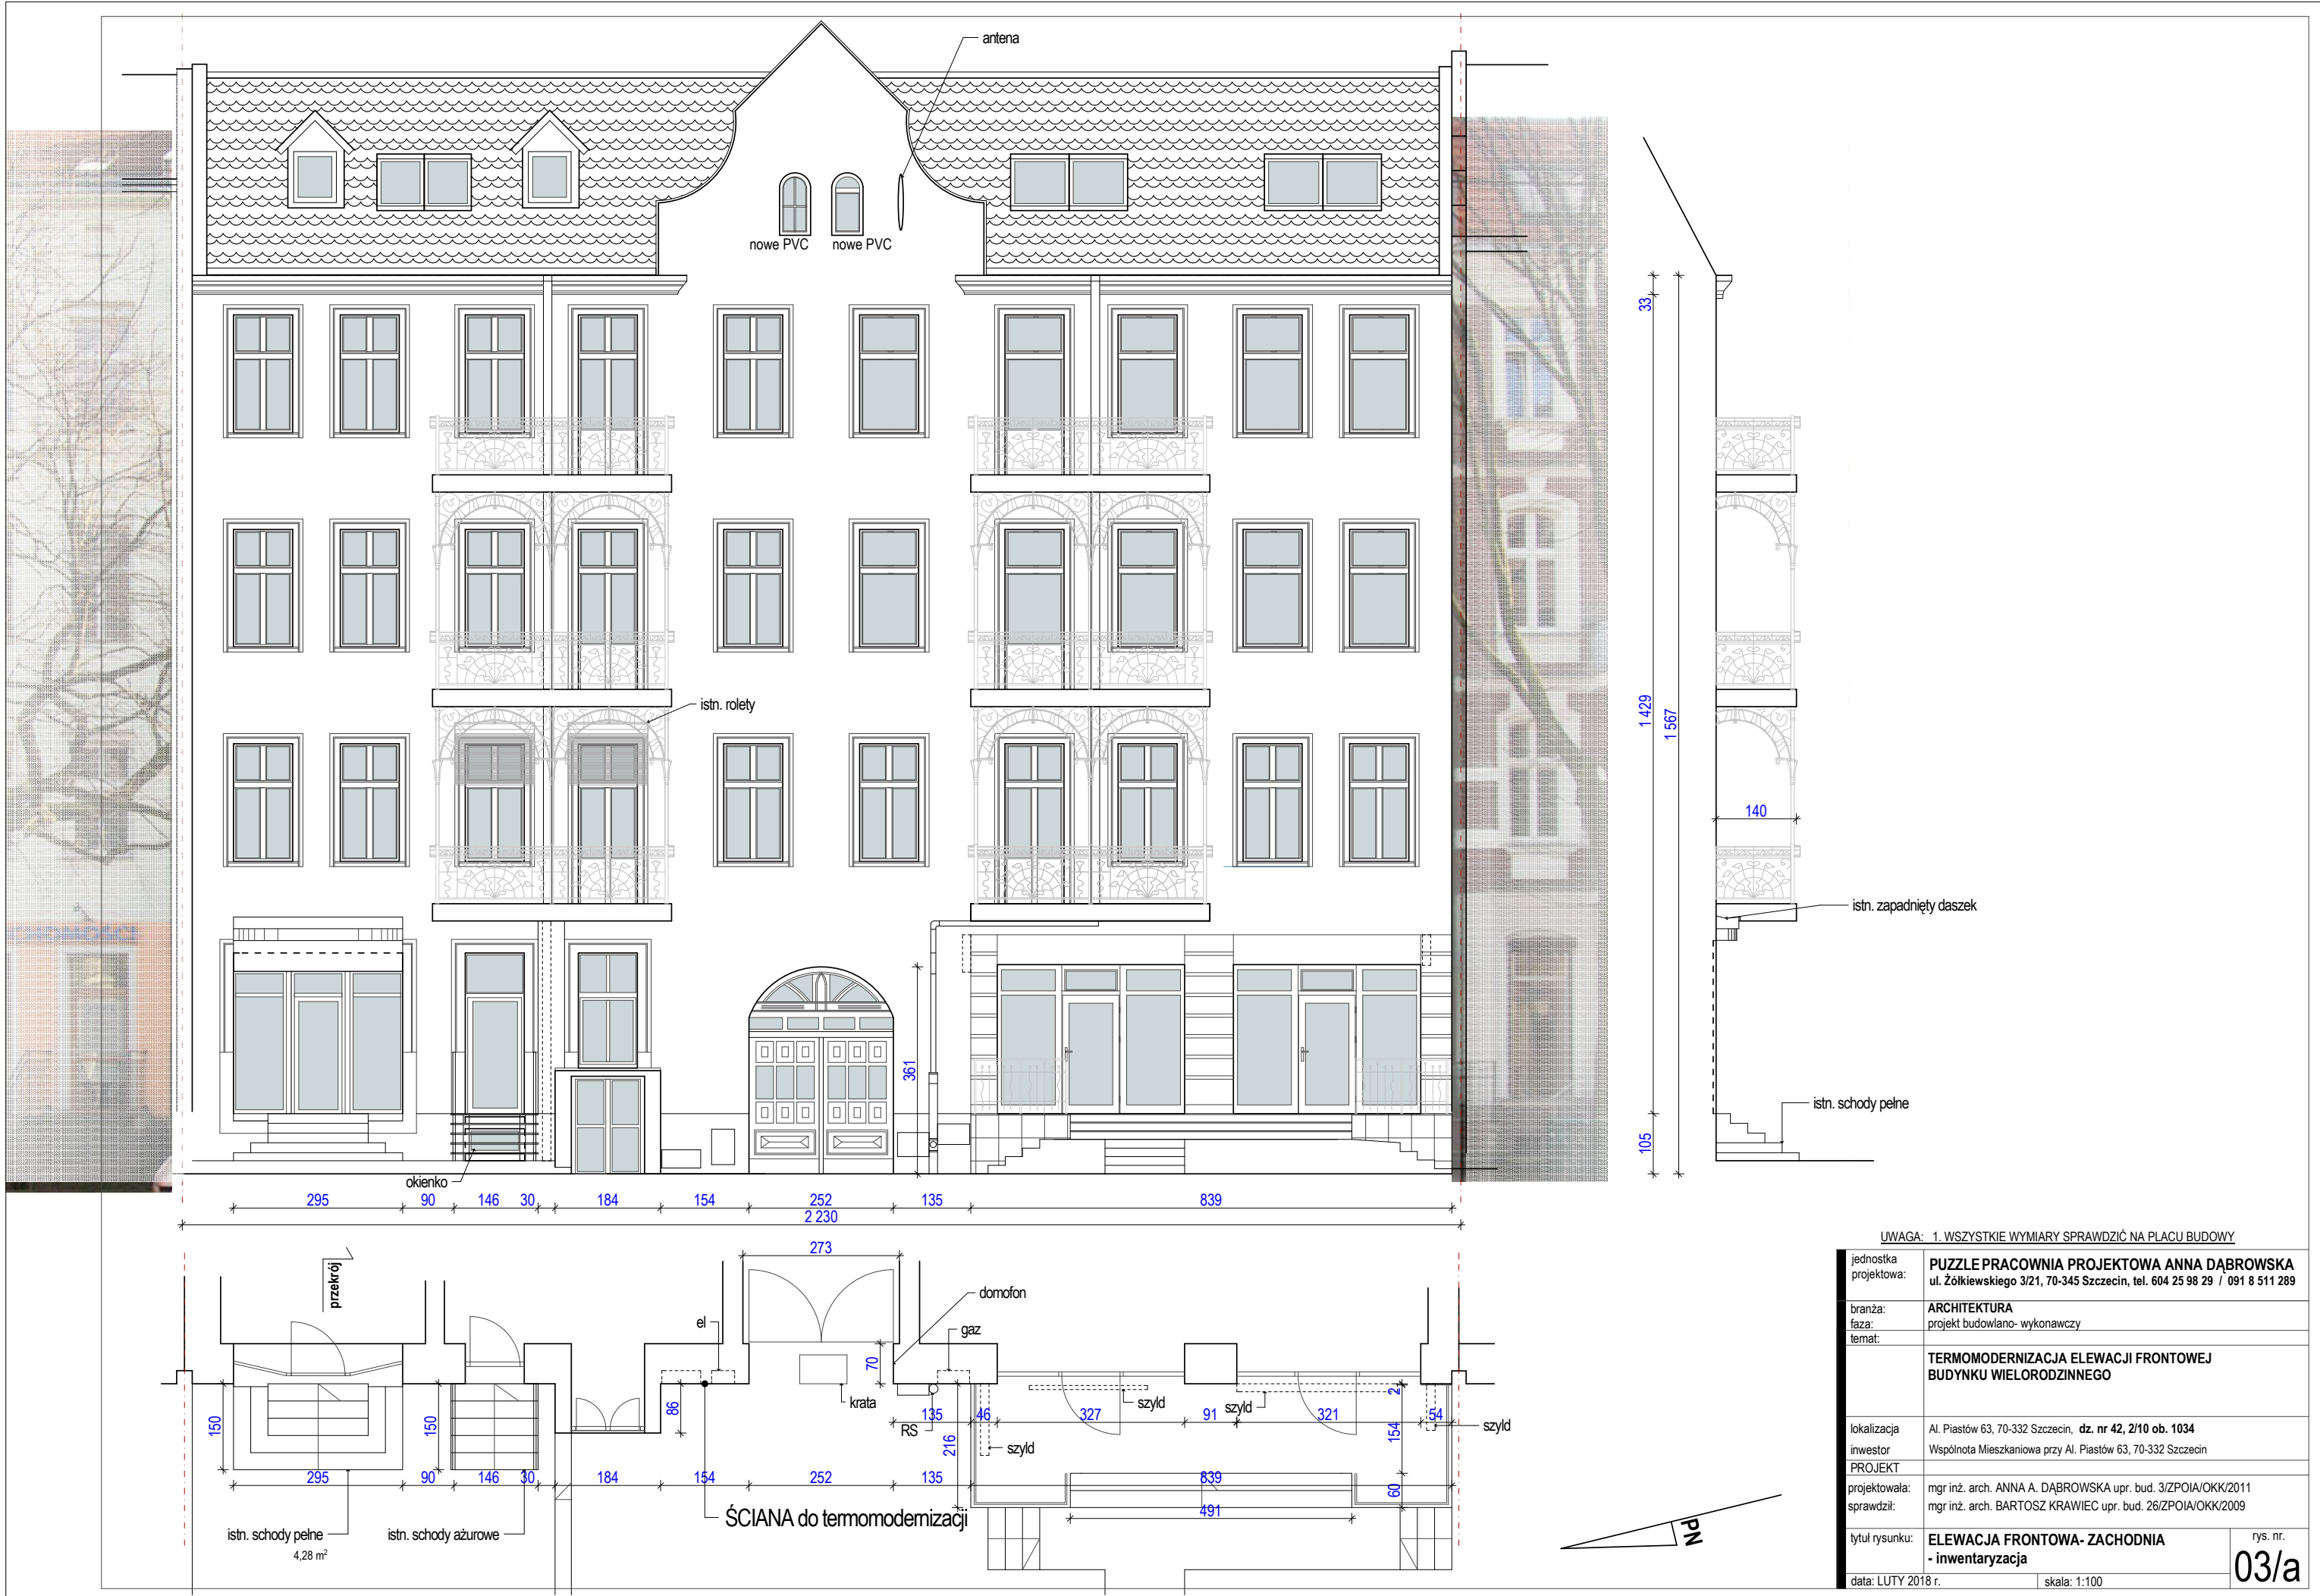 antena
nowe PVC
nowe PVC
33
1 429
1 567
istn. rolety
140
istn. zapadnięty daszek
361
istn. schody pełne
105
okienko
295
90
146
30
184
154
252
135
839
2 230
273
przekrój
domofon
el
gaz
70
krata
RS
150
150
86
135
46
327
91
321
54
2
szyld
szyld
szyld
szyld
216
154
60
295
90
146
30
184
154
252
135
839
491
ŚCIANA do termomodernizacji
istn. schody pełne
4,28 m²
istn. schody ażurowe
PN
UWAGA: 1. WSZYSTKIE WYMIARY SPRAWDZIĆ NA PLACU BUDOWY
jednostka projektowa:
PUZZLE PRACOWNIA PROJEKTOWA ANNA DĄBROWSKA
ul. Żółkiewskiego 3/21, 70-345 Szczecin, tel. 604 25 98 29 / 091 8 511 289
branża: ARCHITEKTURA
faza: projekt budowlano- wykonawczy
temat:
TERMOMODERNIZACJA ELEWACJI FRONTOWEJ
BUDYNKU WIELORODZINNEGO
lokalizacja Al. Piastów 63, 70-332 Szczecin, dz. nr 42, 2/10 ob. 1034
inwestor Wspólnota Mieszkaniowa przy Al. Piastów 63, 70-332 Szczecin
PROJEKT
projektowała: mgr inż. arch. ANNA A. DĄBROWSKA upr. bud. 3/ZPOIA/OKK/2011
sprawdził: mgr inż. arch. BARTOSZ KRAWIEC upr. bud. 26/ZPOIA/OKK/2009
tytuł rysunku: ELEWACJA FRONTOWA- ZACHODNIA
- inwentaryzacja
rys. nr.
03/a
data: LUTY 2018 r.
skala: 1:100